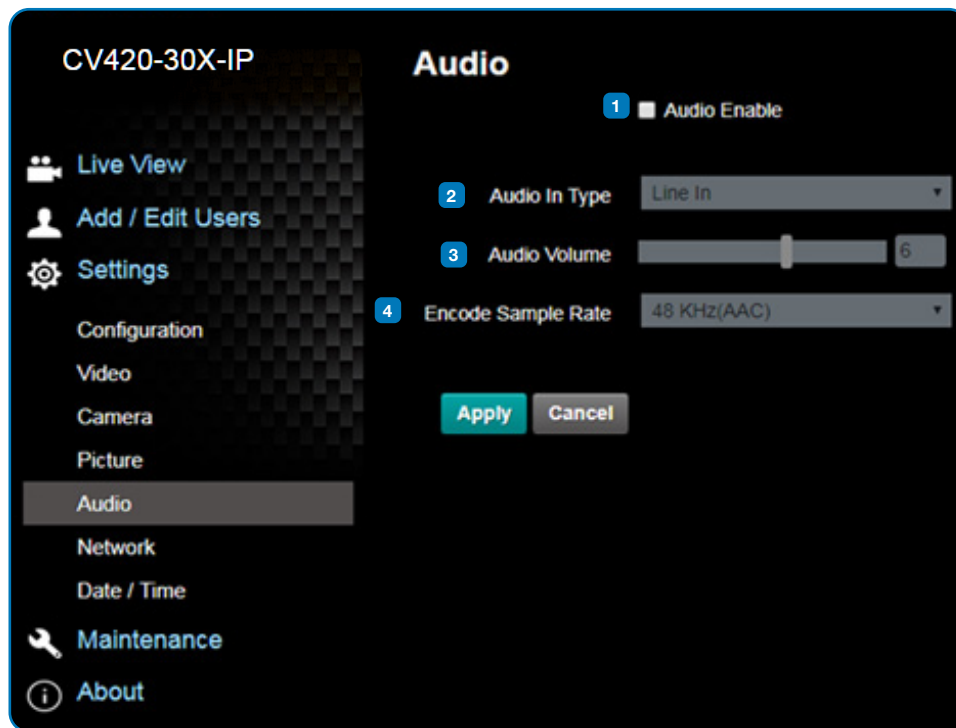 CV420-30X-IP
Live View
Add / Edit Users
Settings
Configuration
Video
Camera
Picture
Audio
Network
Date / Time
Maintenance
About
Audio
1 Audio Enable
2 Audio In Type Line In
3 Audio Volume 6
4 Encode Sample Rate 48 KHz(AAC)
Apply Cancel